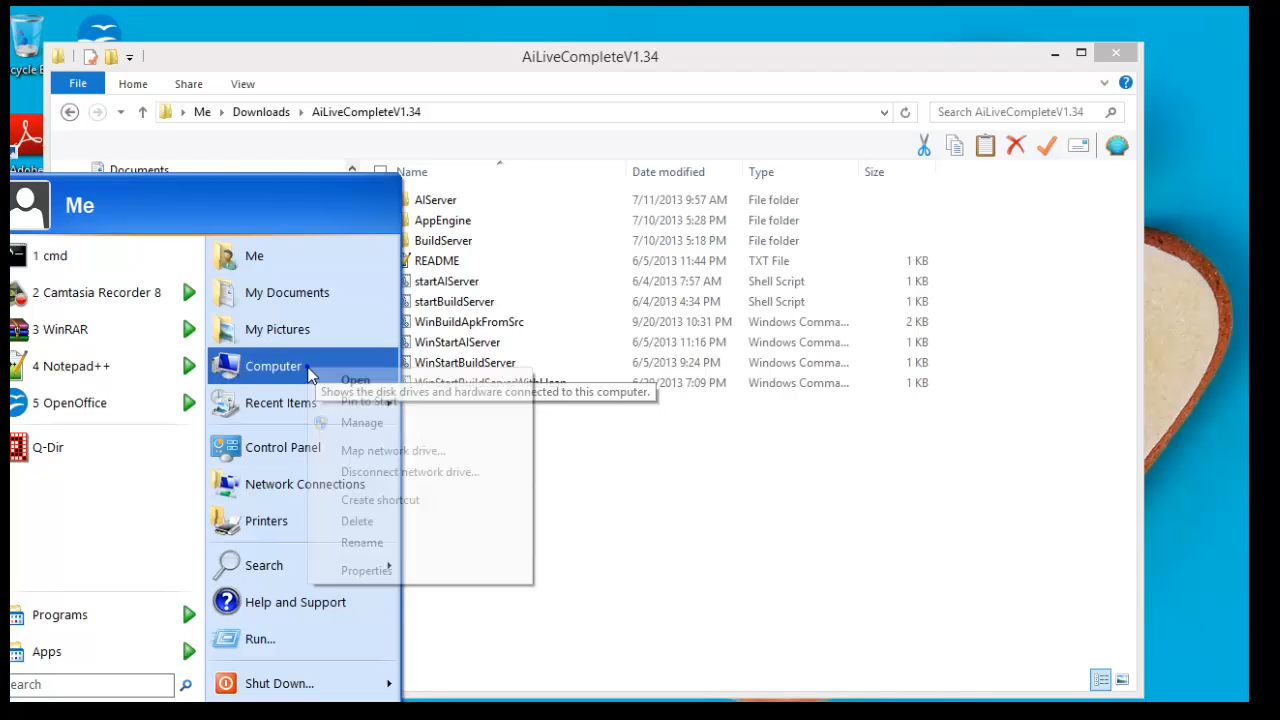 cycle B
Adobe
AiLiveCompleteV1.34
File
Home
Share
View
Me
Downloads
AiLiveCompleteV1.34
Search AiLiveCompleteV1.34
Documents
Name
Date modified
Type
Size
AIServer
7/11/2013 9:57 AM
File folder
AppEngine
7/10/2013 5:28 PM
File folder
BuildServer
7/10/2013 5:18 PM
File folder
README
6/5/2013 11:44 PM
TXT File
1 KB
startAIServer
6/4/2013 7:57 AM
Shell Script
1 KB
startBuildServer
6/4/2013 4:34 PM
Shell Script
1 KB
WinBuildApkFromSrc
9/20/2013 10:31 PM
Windows Comma...
2 KB
WinStartAIServer
6/5/2013 11:16 PM
Windows Comma...
1 KB
WinStartBuildServer
6/5/2013 9:24 PM
Windows Comma...
1 KB
7:09 PM
Windows Comma...
1 KB
Me
1 cmd
2 Camtasia Recorder 8
3 WinRAR
4 Notepad++
5 OpenOffice
Q-Dir
Programs
Apps
earch
Me
My Documents
My Pictures
Computer
Recent Items
Control Panel
Network Connections
Printers
Search
Help and Support
Run...
Shut Down...
Open
Shows the disk drives and hardware connected to this computer.
Pin to Start
Manage
Map network drive...
Disconnect network drive...
Create shortcut
Delete
Rename
Properties